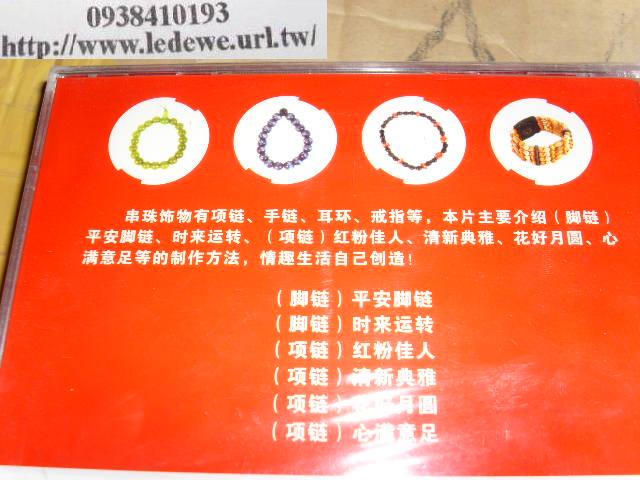 0938410193
http://www.ledewe.url.tw/
串珠饰物有项链、手链、耳环、戒指等，本片主要介绍（脚链）
平安脚链、时来运转、（项链）红粉佳人、清新典雅、花好月圆、心
满意足等的制作方法，情趣生活自己创造！
（脚链）平安脚链
（脚链）时来运转
（项链）红粉佳人
（项链）清新典雅
（项链）花好月圆
（项链）心满意足